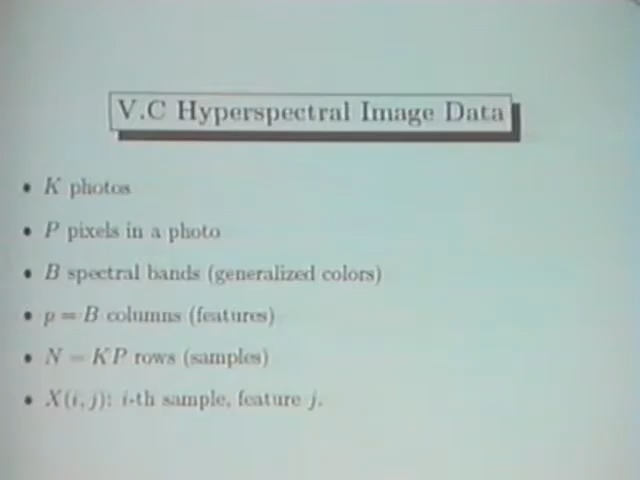 V.C Hyperspectral Image Data
• K photos
• P pixels in a photo
• B spectral bands (generalized colors)
• p = B columns (features)
• N = KP rows (samples)
• X(i, j): i-th sample, feature j.